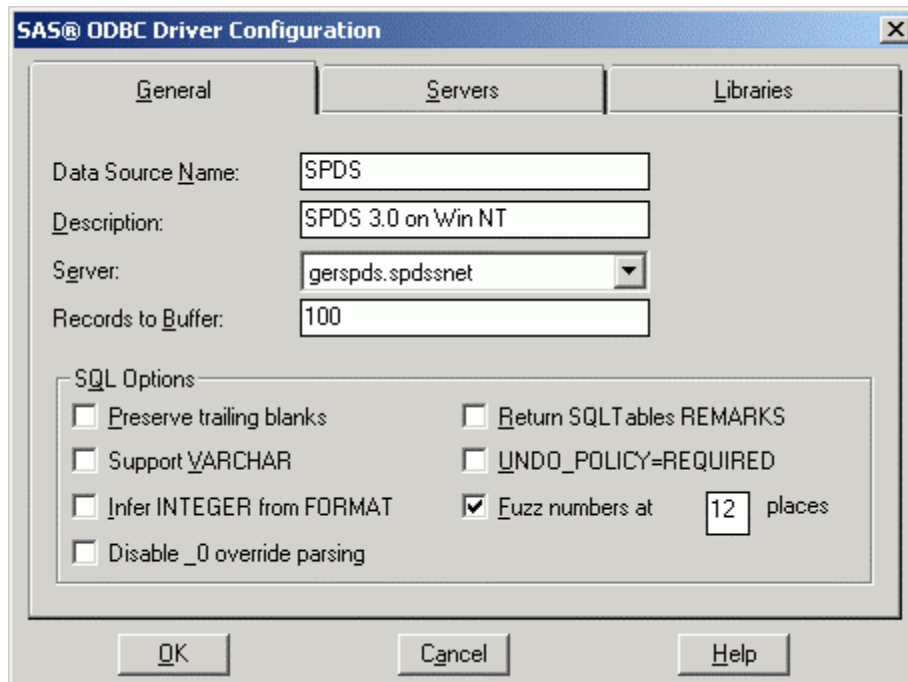 SAS® ODBC Driver Configuration
General Servers Libraries
Data Source Name: SPDS
Description: SPDS 3.0 on Win NT
Server: gerspds.spdssnet
Records to Buffer: 100
SQL Options
Preserve trailing blanks Return SQLTables REMARKS
Support VARCHAR UNDO_POLICY=REQUIRED
Infer INTEGER from FORMAT Fuzz numbers at 12 places
Disable _0 override parsing
OK Cancel Help